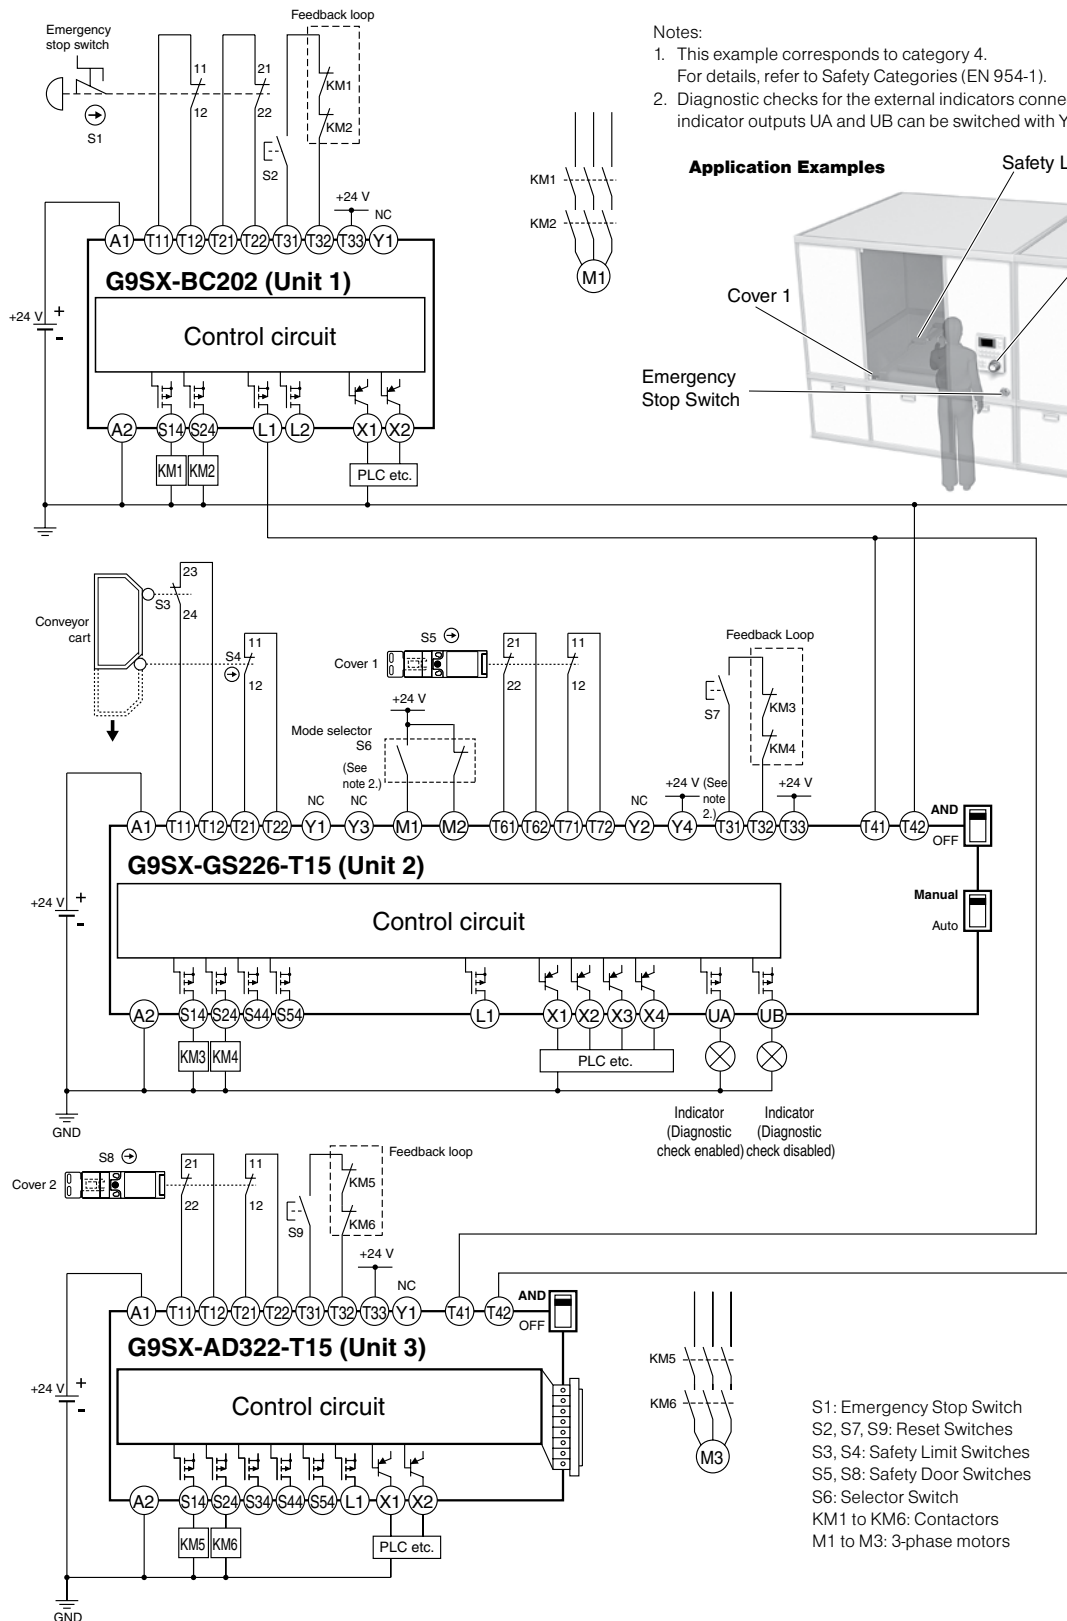 Feedback loop
Emergency
stop switch
11
21
KM1
12
22
KM2
S1
S2
+24 V
NC
A1 T11 T12 T21 T22 T31 T32 T33 Y1
G9SX-BC202 (Unit 1)
Control circuit
+24 V
+
-
A2 S14 S24 L1 L2 X1 X2
KM1 KM2
PLC etc.
KM1
KM2
M1
Notes:
1. This example corresponds to category 4.
For details, refer to Safety Categories (EN 954-1).
2. Diagnostic checks for the external indicators
indicator outputs UA and UB can be switched with
Application Examples
Safety
Cover 1
Emergency
Stop Switch
Conveyor
cart
S3
23
24
S4
11
12
Cover 1
S5
21
22
11
12
+24 V
Mode selector
S6
(See
note 2.)
Feedback Loop
S7
KM3
KM4
NC
NC
NC
+24 V
(See
note
2.)
+24 V
A1 T11 T12 T21 T22 Y1 Y3 M1 M2 T61 T62 T71 T72 Y2 Y4 T31 T32 T33 T41 T42
AND
OFF
G9SX-GS226-T15 (Unit 2)
Manual
Auto
Control circuit
+24 V
+
-
A2 S14 S24 S44 S54 L1 X1 X2 X3 X4 UA UB
KM3 KM4
PLC etc.
GND
Indicator
(Diagnostic
check enabled)
Indicator
(Diagnostic
check disabled)
Cover 2
S8
21
22
11
12
S9
Feedback loop
KM5
KM6
+24 V
NC
A1 T11 T12 T21 T22 T31 T32 T33 Y1 T41 T42
AND
OFF
G9SX-AD322-T15 (Unit 3)
Control circuit
+24 V
+
-
A2 S14 S24 S34 S44 S54 L1 X1 X2
KM5 KM6
PLC etc.
GND
KM5
KM6
M3
S1: Emergency Stop Switch
S2, S7, S9: Reset Switches
S3, S4: Safety Limit Switches
S5, S8: Safety Door Switches
S6: Selector Switch
KM1 to KM6: Contactors
M1 to M3: 3-phase motors